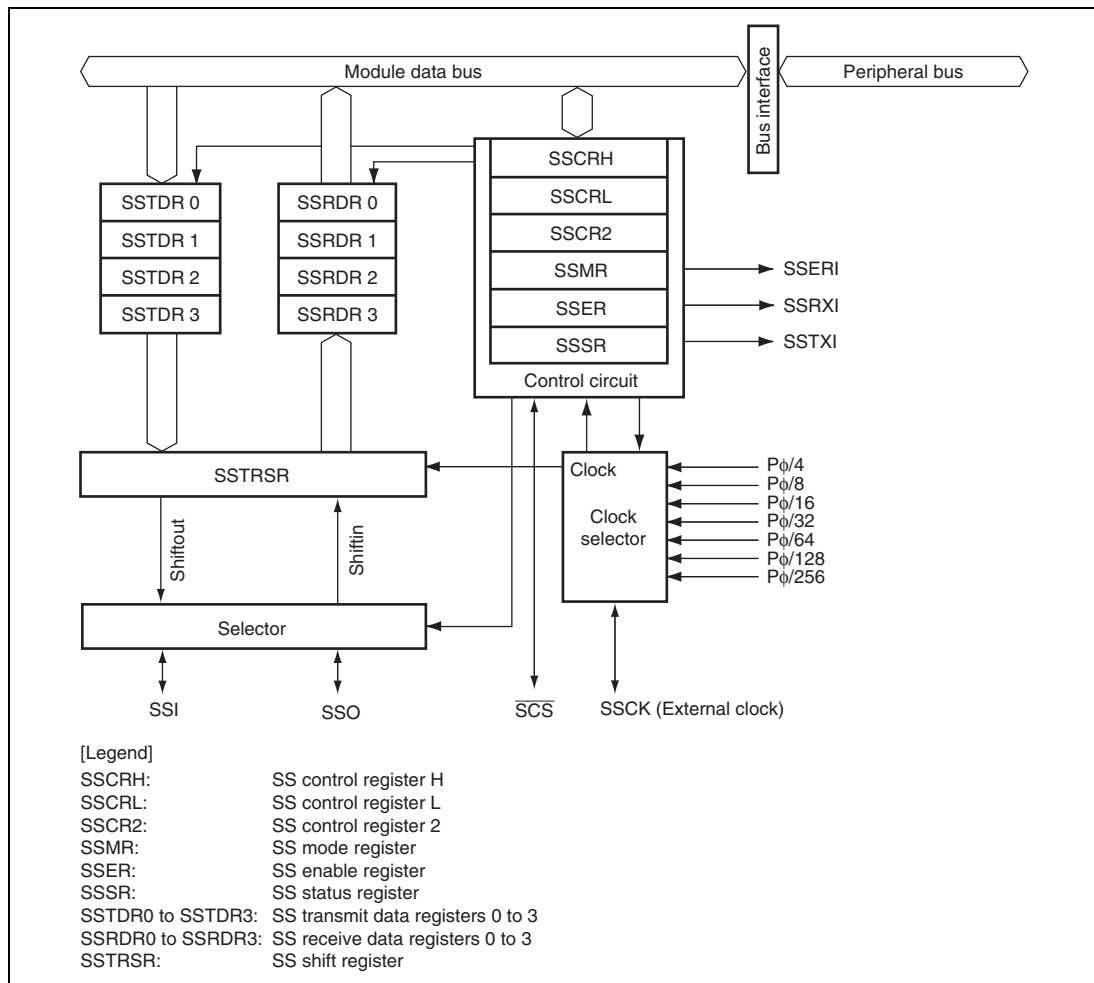 Module data bus
Bus interface
Peripheral bus
SSTDR 0
SSTDR 1
SSTDR 2
SSTDR 3
SSRDR 0
SSRDR 1
SSRDR 2
SSRDR 3
SSCRH
SSCRL
SSCR2
SSMR
SSER
SSSR
Control circuit
SSERI
SSRXI
SSTXI
SSTRSR
Clock
Clock
selector
Pϕ/4
Pϕ/8
Pϕ/16
Pϕ/32
Pϕ/64
Pϕ/128
Pϕ/256
Shiftout
Shiftin
Selector
SSI
SSO
S̅C̅S̅
SSCK (External clock)
[Legend]
SSCRH: SS control register H
SSCRL: SS control register L
SSCR2: SS control register 2
SSMR: SS mode register
SSER: SS enable register
SSSR: SS status register
SSTDR0 to SSTDR3: SS transmit data registers 0 to 3
SSRDR0 to SSRDR3: SS receive data registers 0 to 3
SSTRSR: SS shift register